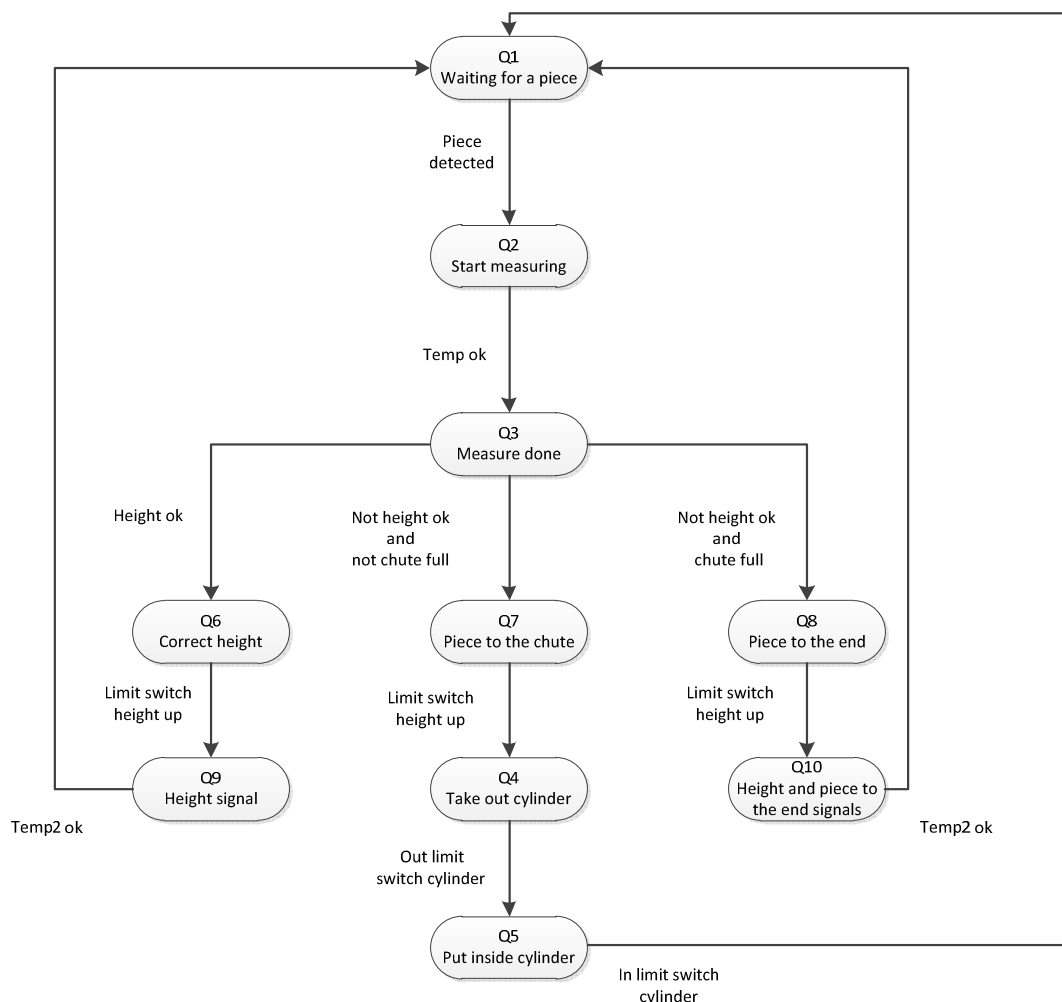 Q1
Waiting for a piece
Piece
detected
Q2
Start measuring
Temp ok
Q3
Measure done
Height ok
Not height ok
and
not chute full
Not height ok
and
chute full
Q6
Correct height
Q7
Piece to the chute
Q8
Piece to the end
Limit switch
height up
Limit switch
height up
Limit switch
height up
Q9
Height signal
Q4
Take out cylinder
Q10
Height and piece to
the end signals
Temp2 ok
Temp2 ok
Out limit
switch cylinder
Q5
Put inside cylinder
In limit switch
cylinder